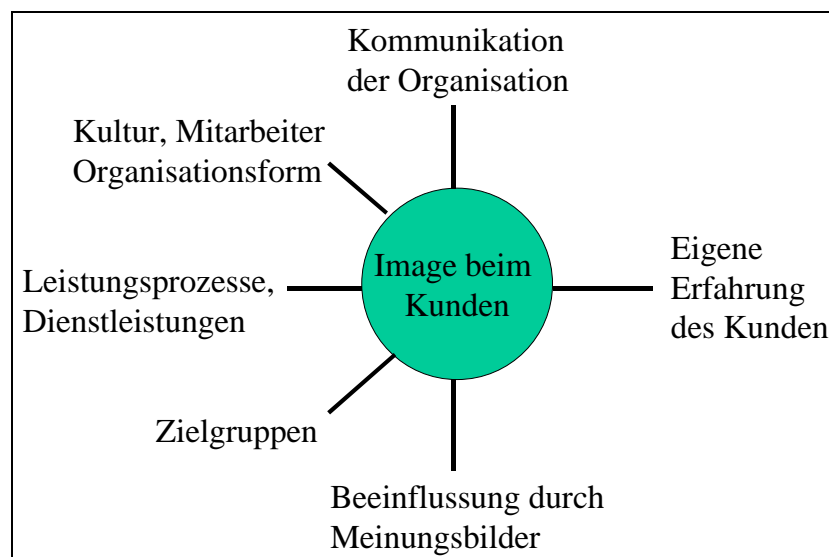 Kommunikation
der Organisation
Kultur, Mitarbeiter
Organisationsform
Leistungsprozesse,
Dienstleistungen
Image beim
Kunden
Eigene
Erfahrung
des Kunden
Zielgruppen
Beeinflussung durch
Meinungsbilder